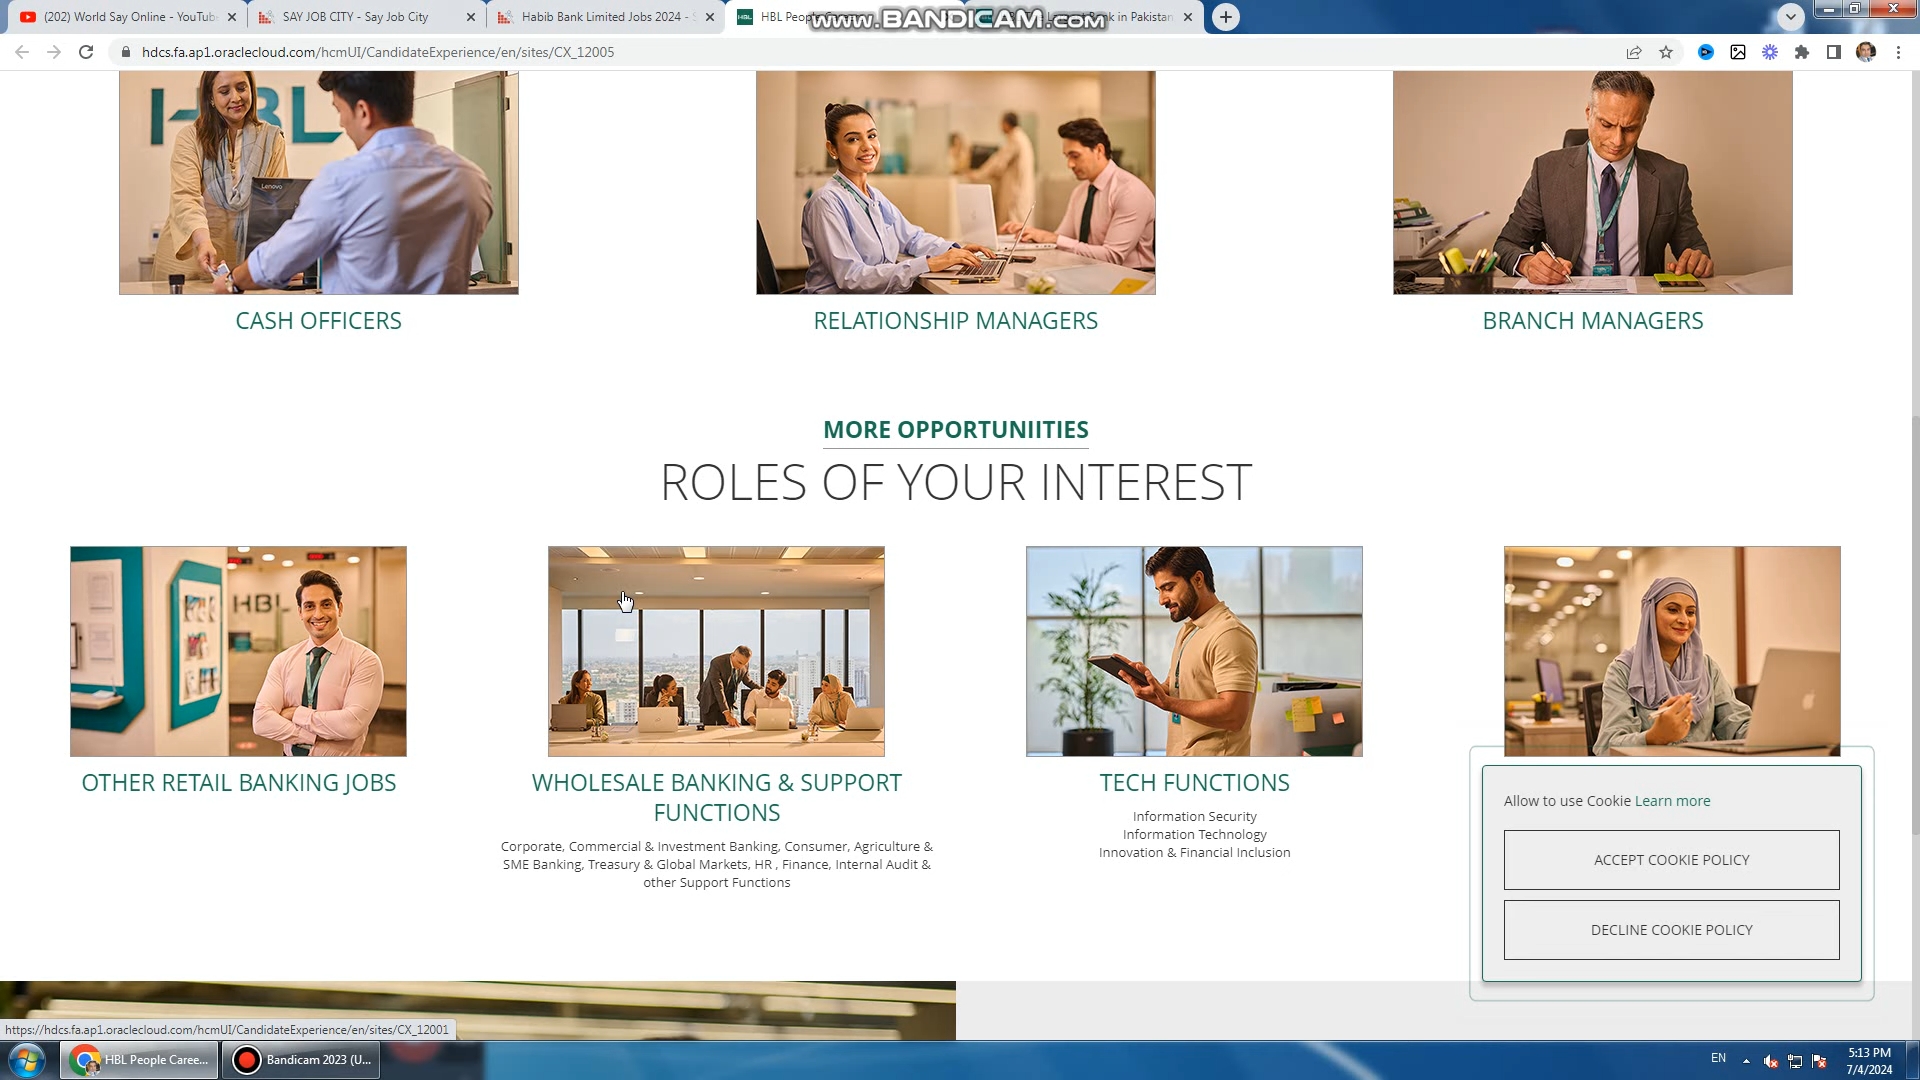 (202) World Say Online - YouTub
SAY JOB CITY - Say Job City
Habib Bank Limited Jobs 2024 - S
HBL People
Bank in Pakistan
www.BANDICAM.com
hdcs.fa.ap1.oraclecloud.com/hcmUI/CandidateExperience/en/sites/CX_12005
HBL
Lenovo
CASH OFFICERS
RELATIONSHIP MANAGERS
BRANCH MANAGERS
MORE OPPORTUNIITIES
ROLES OF YOUR INTEREST
HBL
OTHER RETAIL BANKING JOBS
WHOLESALE BANKING & SUPPORT
FUNCTIONS
Corporate, Commercial & Investment Banking, Consumer, Agriculture &
SME Banking, Treasury & Global Markets, HR , Finance, Internal Audit &
other Support Functions
TECH FUNCTIONS
Information Security
Information Technology
Innovation & Financial Inclusion
Allow to use Cookie Learn more
ACCEPT COOKIE POLICY
DECLINE COOKIE POLICY
https://hdcs.fa.ap1.oraclecloud.com/hcmUI/CandidateExperience/en/sites/CX_12001
HBL People Caree...
Bandicam 2023 (U...
EN
5:13 PM
7/4/2024